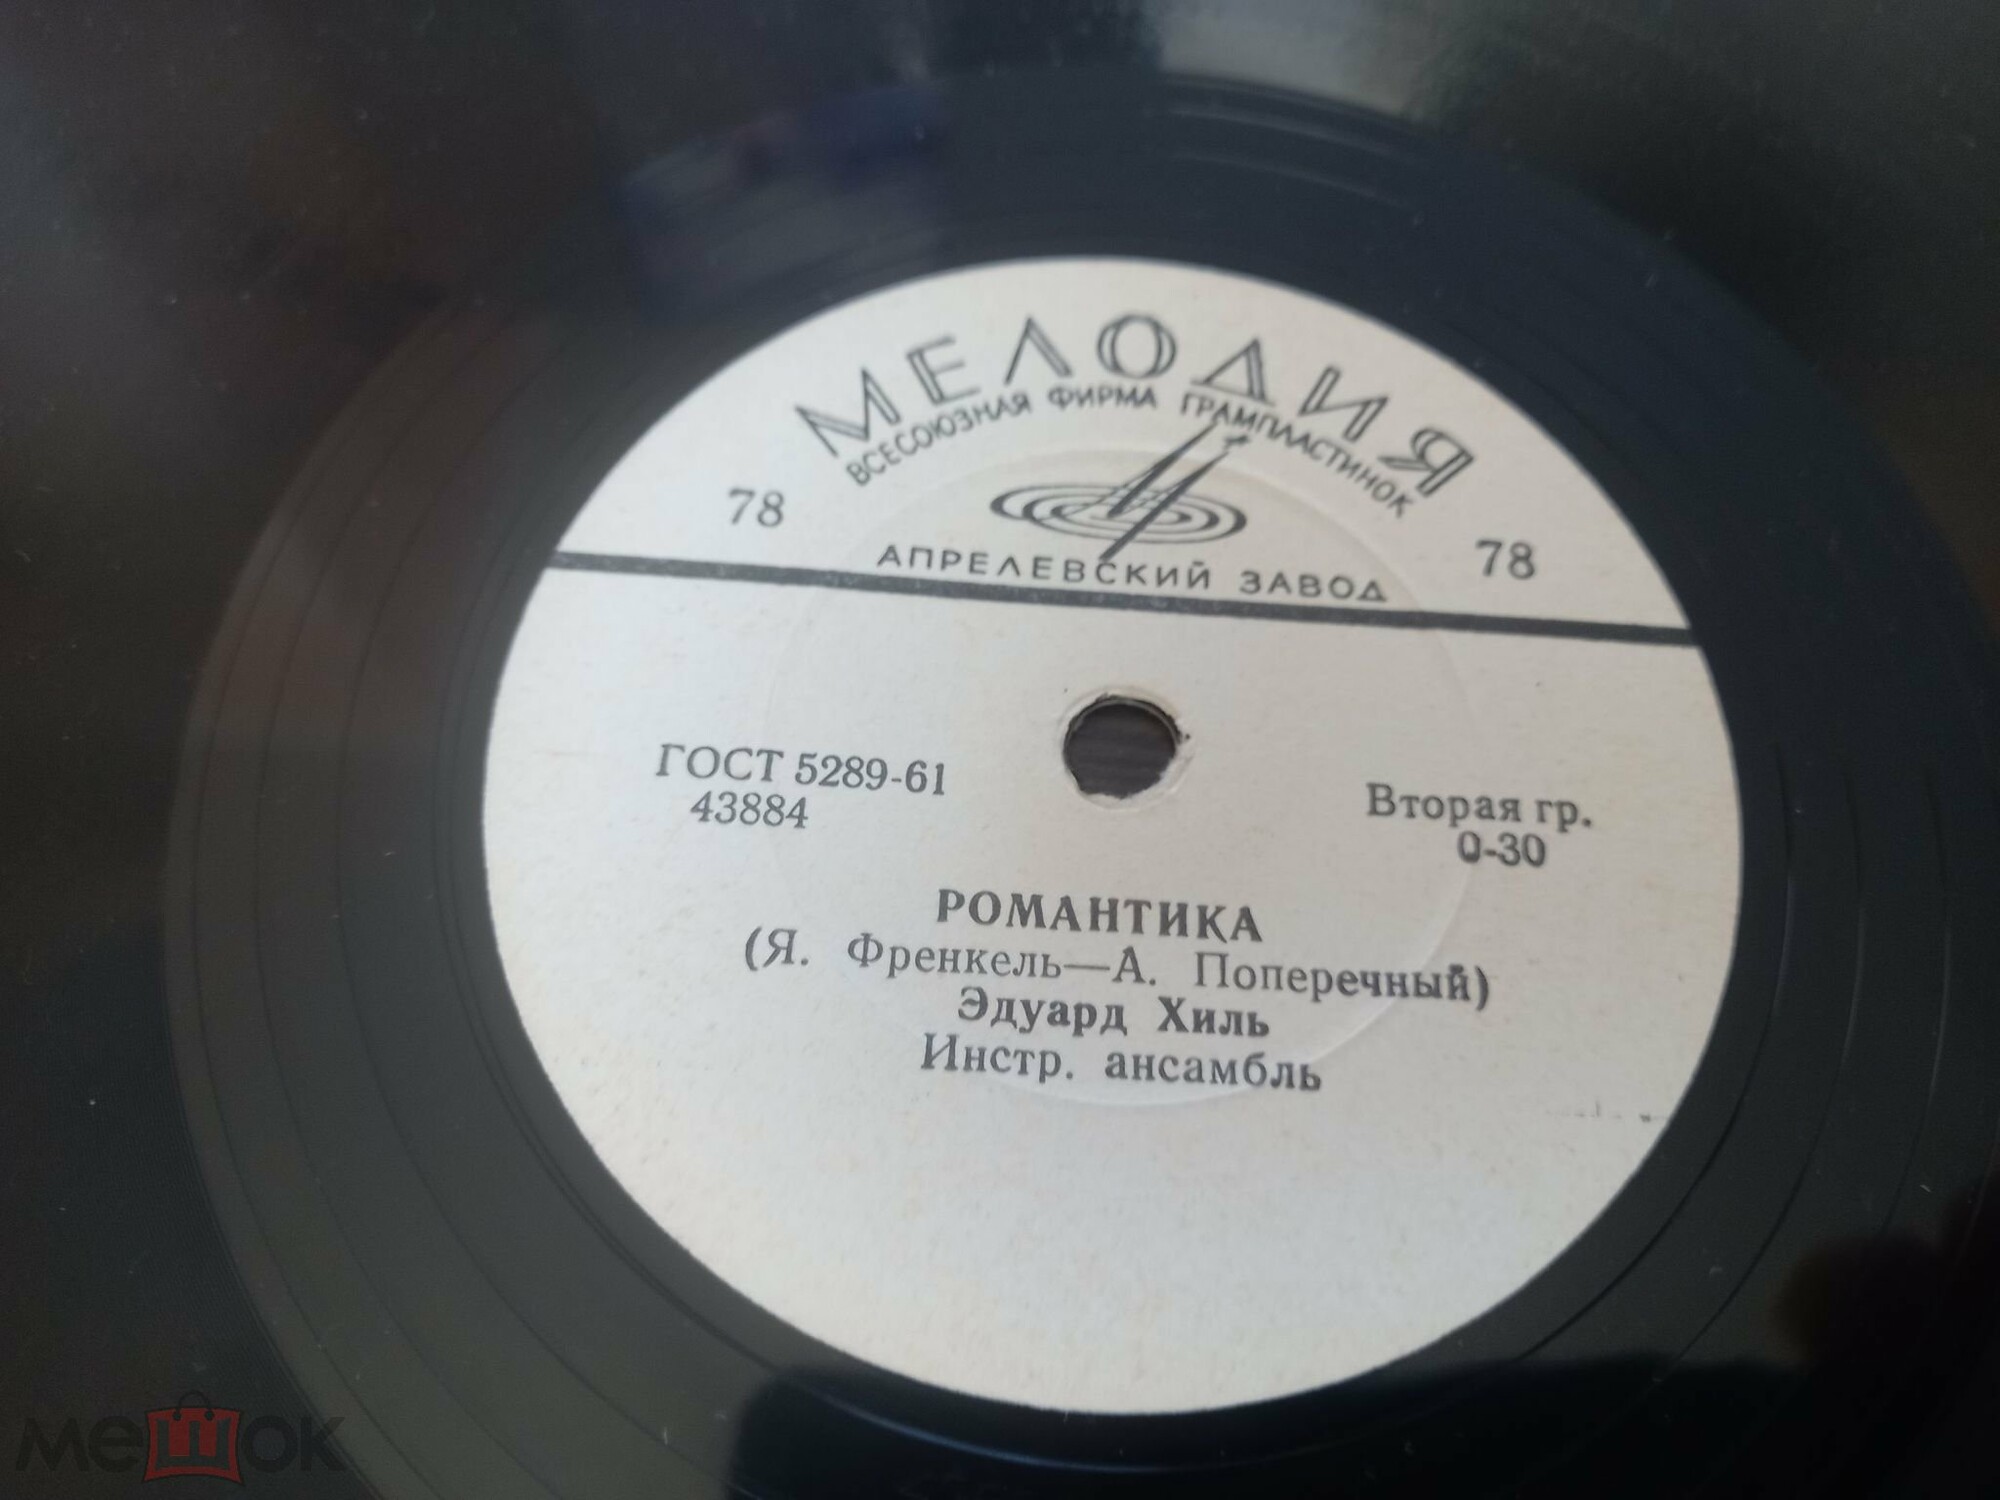 МЕЛОДИЯ
ВСЕСОЮЗНАЯ ФИРМА ГРАМПЛАСТИНОК
78
78
АПРЕЛЕВСКИЙ ЗАВОД
ГОСТ 5289-61
43884
Вторая гр.
0-30
РОМАНТИКА
(Я. Френкель—А. Поперечный)
Эдуард Хиль
Инстр. ансамбль
мешок